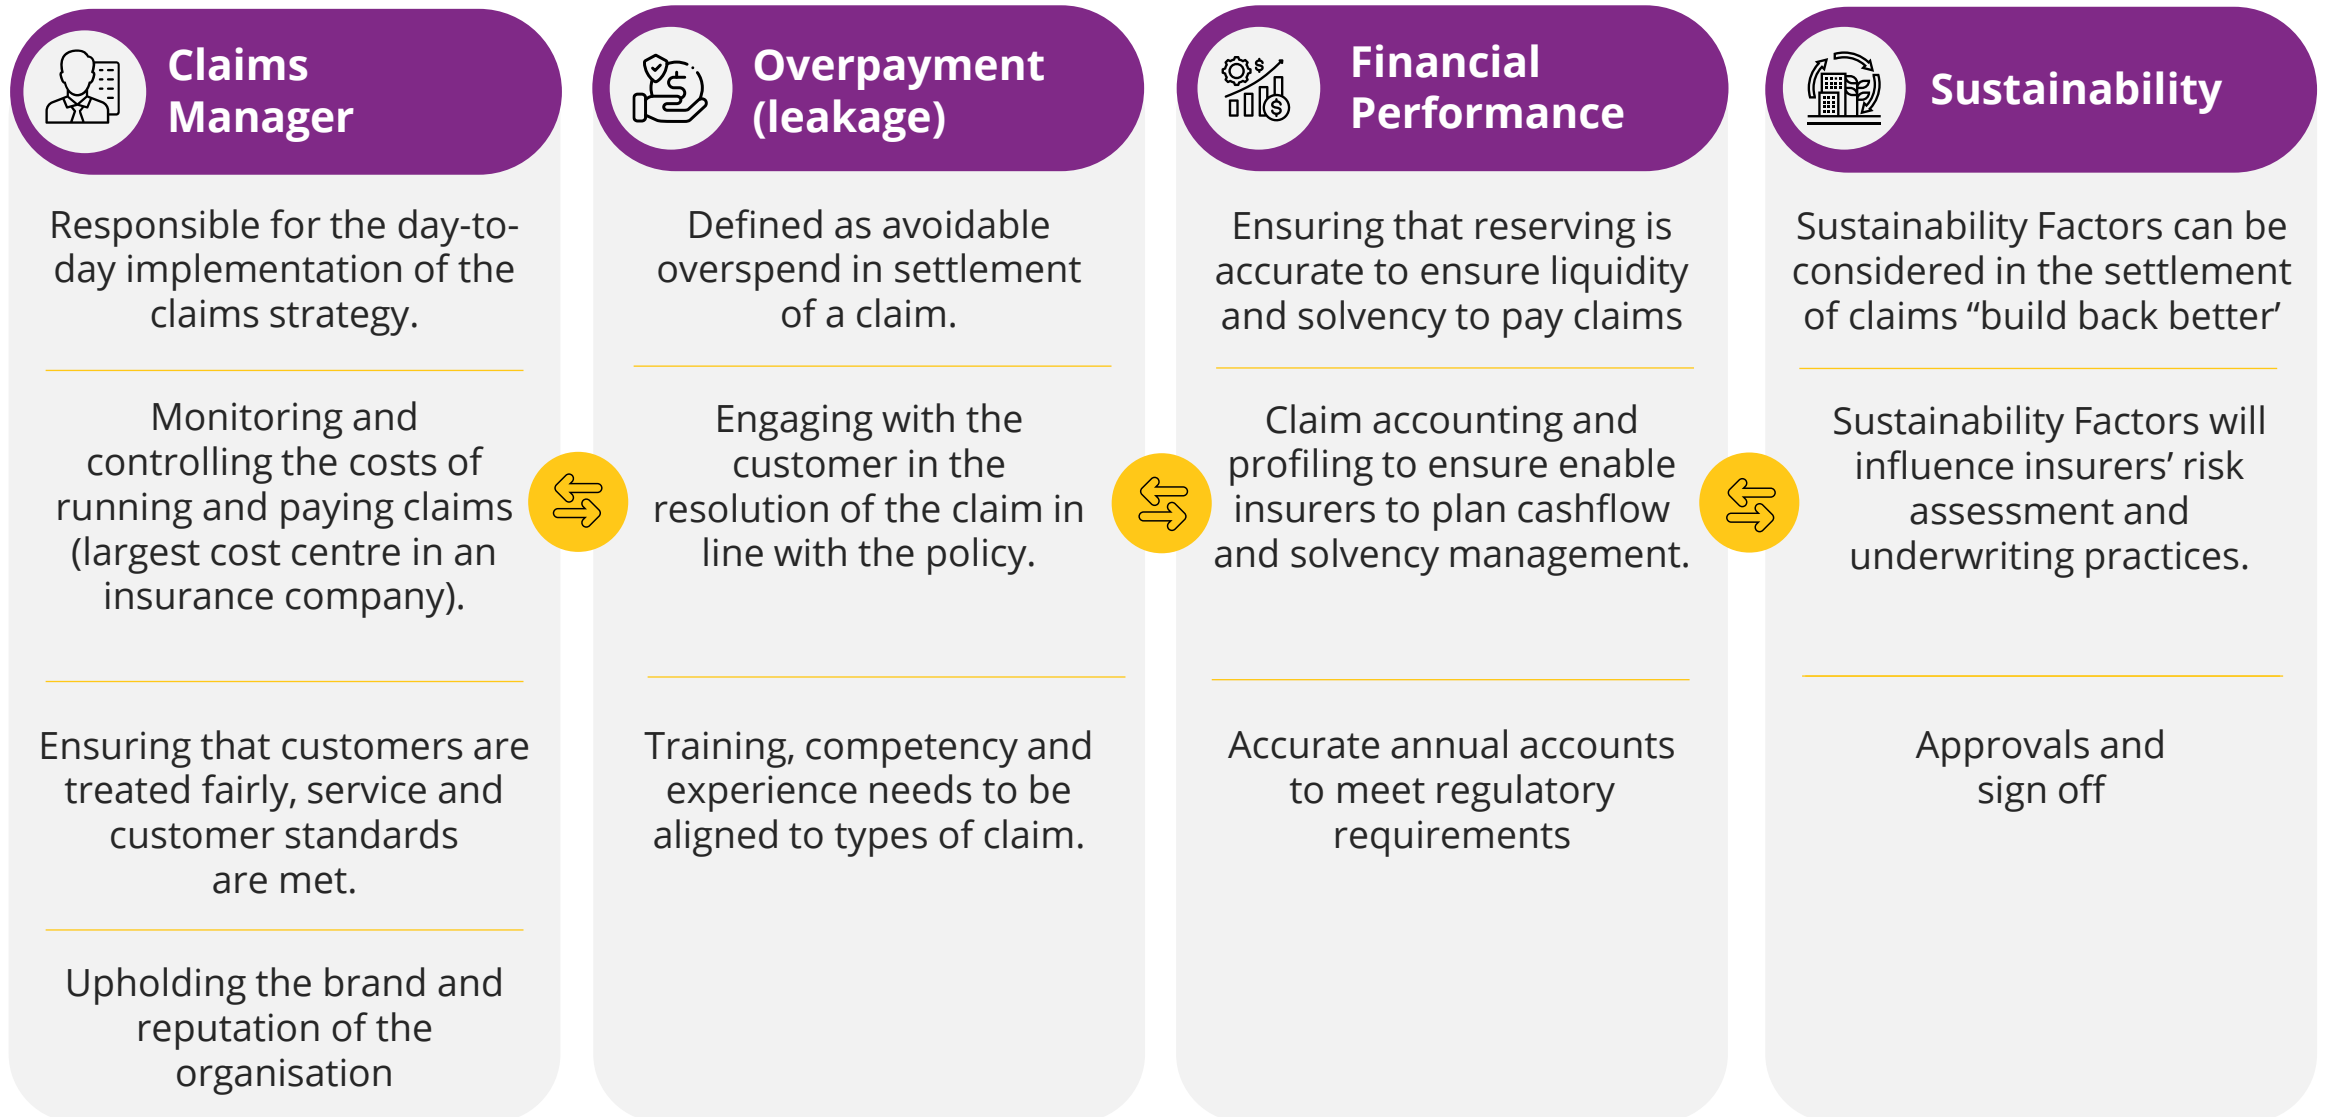 Claims
Manager
Responsible for the day-to-
day implementation of the
claims strategy.
Monitoring and
controlling the costs of
running and paying claims
(largest cost centre in an
insurance company).
Ensuring that customers are
treated fairly, service and
customer standards
are met.
Upholding the brand and
reputation of the
organisation
Overpayment
(leakage)
Defined as avoidable
overspend in settlement
of a claim.
Engaging with the
customer in the
resolution of the claim in
line with the policy.
Training, competency and
experience needs to be
aligned to types of claim.
Financial
Performance
Ensuring that reserving is
accurate to ensure liquidity
and solvency to pay claims
Claim accounting and
profiling to ensure enable
insurers to plan cashflow
and solvency management.
Accurate annual accounts
to meet regulatory
requirements
Sustainability
Sustainability Factors can be
considered in the settlement
of claims “build back better’
Sustainability Factors will
influence insurers’ risk
assessment and
underwriting practices.
Approvals and
sign off